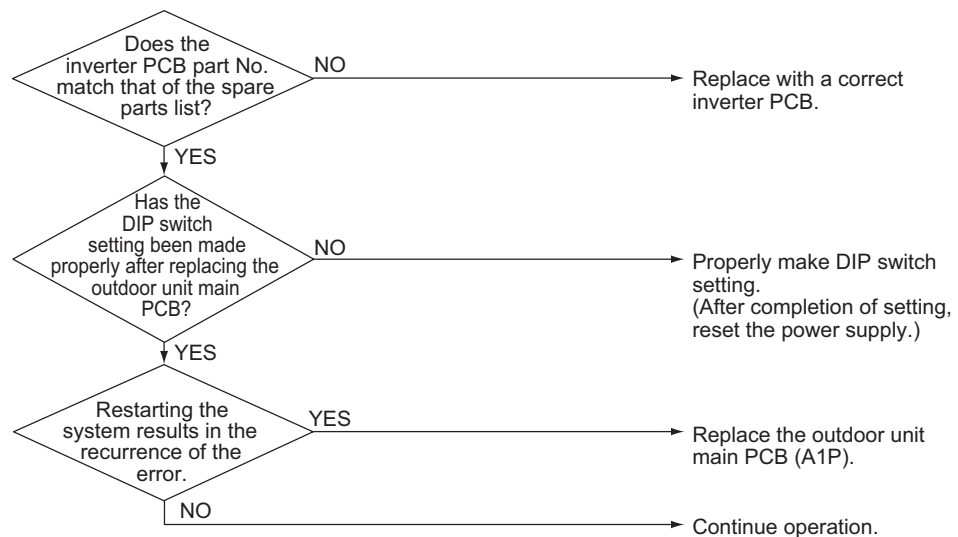 Does the
inverter PCB part No.
match that of the spare
parts list?
NO
Replace with a correct
inverter PCB.
YES
Has the
DIP switch
setting been made
properly after replacing the
outdoor unit main
PCB?
NO
Properly make DIP switch
setting.
(After completion of setting,
reset the power supply.)
YES
Restarting the
system results in the
recurrence of the
error.
YES
Replace the outdoor unit
main PCB (A1P).
NO
Continue operation.